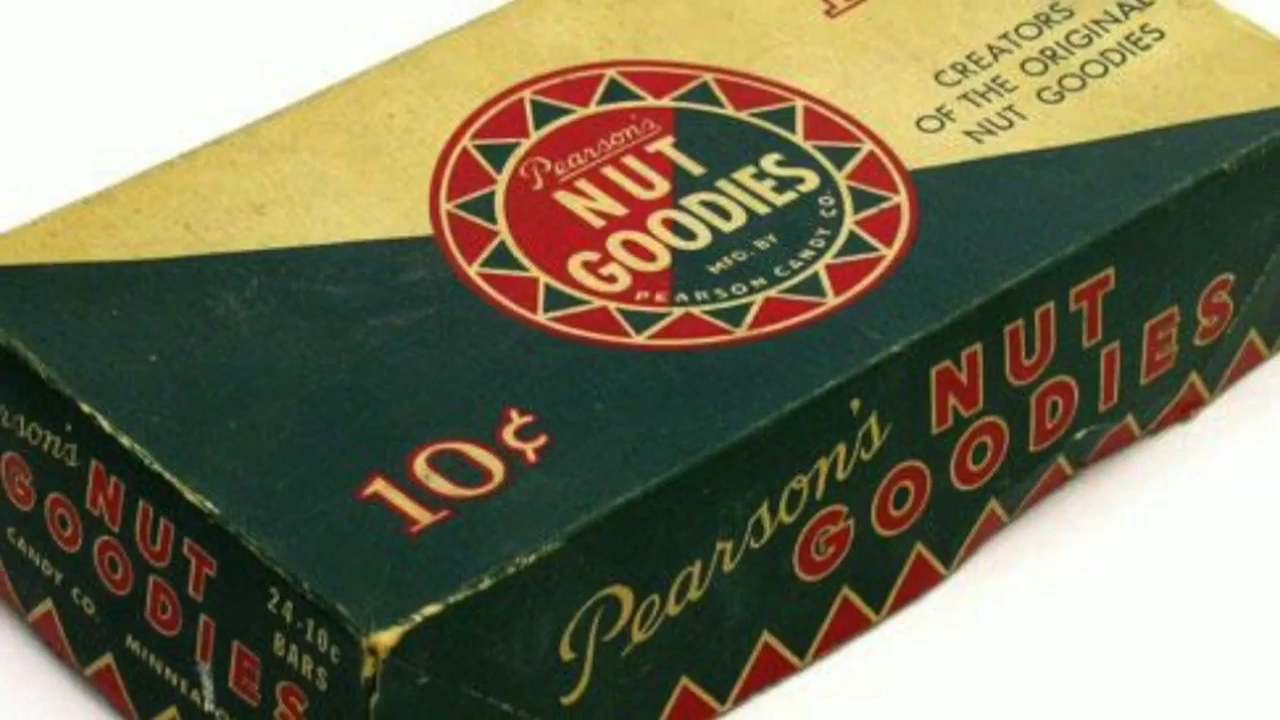 CREATORS
OF THE ORIGINAL
NUT GOODIES
Pearson's
NUT
GOODIES
MFD. BY
PEARSON CANDY CO.
10¢
Pearson's NUT
GOODIES
NUT
GOODIES
CANDY CO.
24-10c
BARS